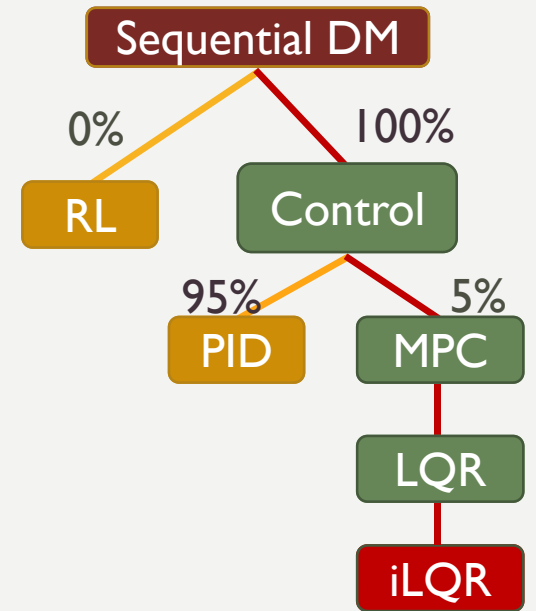 Sequential DM
0%
100%
RL
Control
95%
5%
PID
MPC
LQR
iLQR